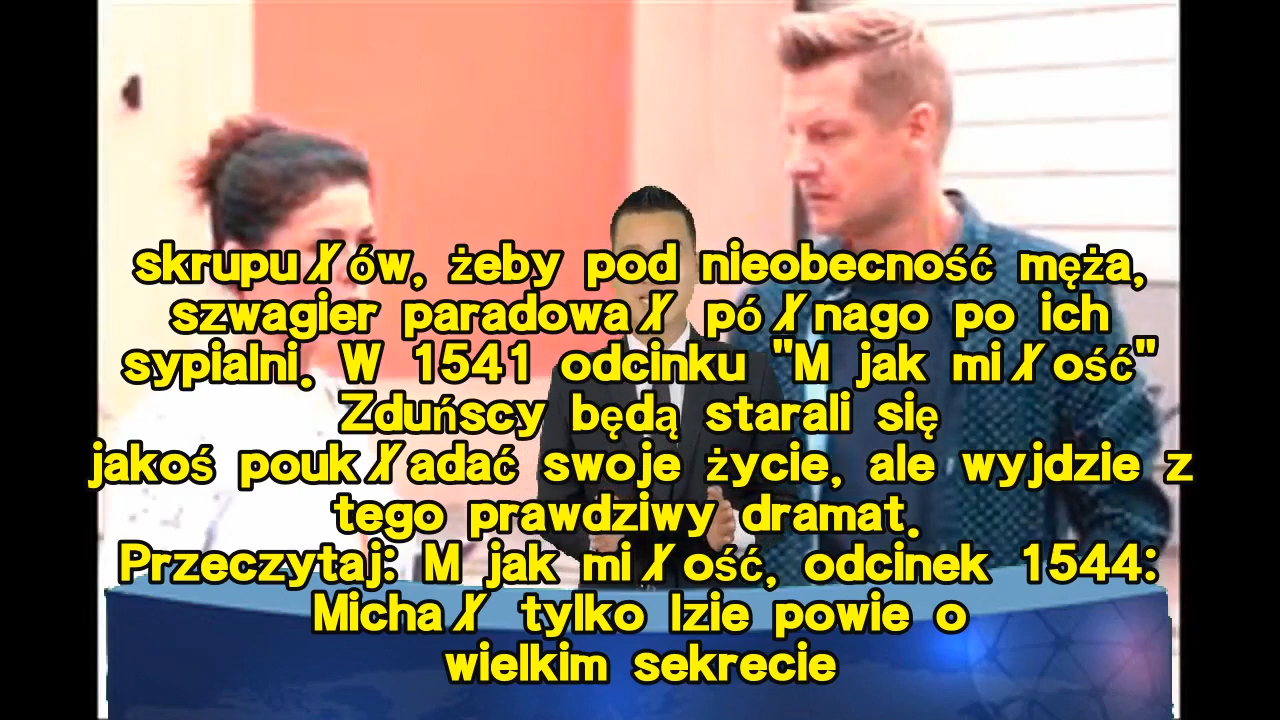 skrupułów, żeby pod nieobecność męża,
szwagier paradował półnago po ich
sypialni. W 1541 odcinku "M jak miłość"
Zduńscy będą starali się
jakoś poukładać swoje życie, ale wyjdzie z
tego prawdziwy dramat.
Przeczytaj: M jak miłość, odcinek 1544:
Michał tylko Izie powie o
wielkim sekrecie